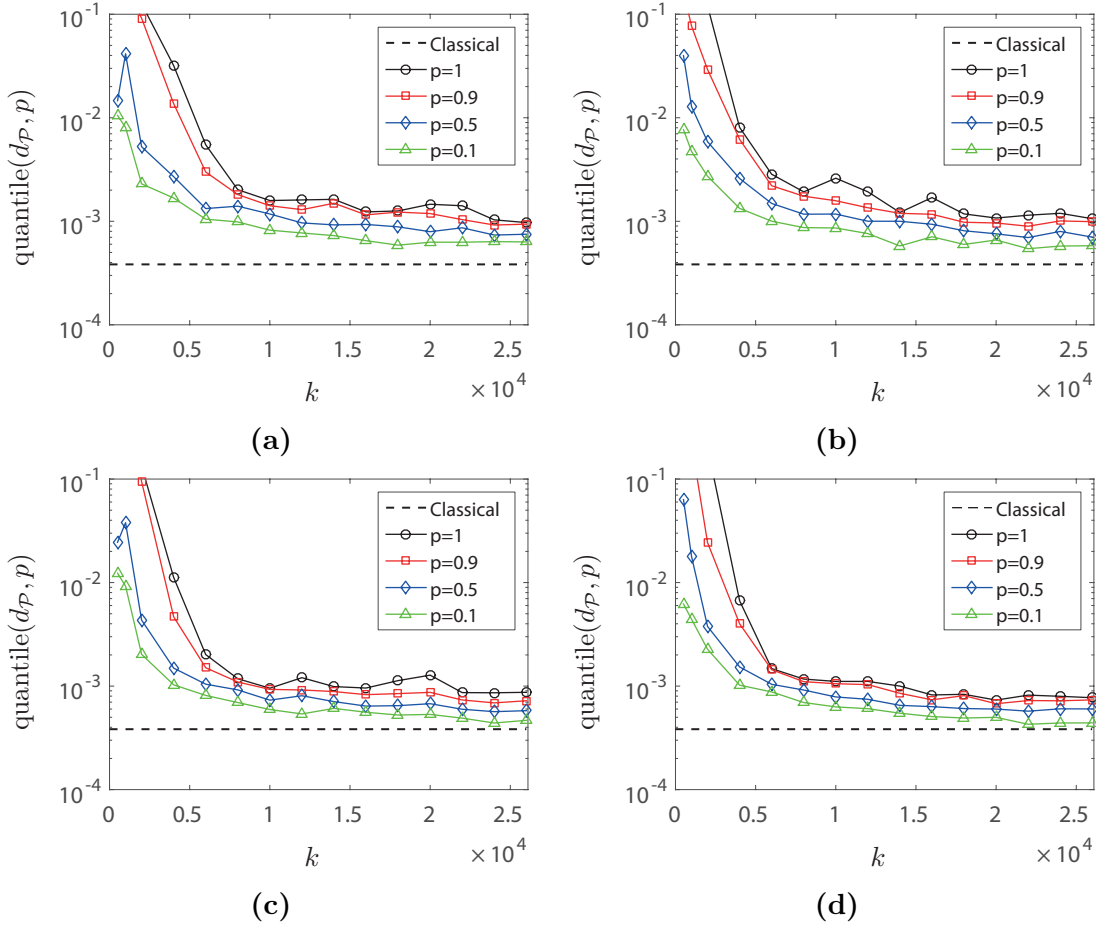 (a)
quantile(d_P, p)
10^-1
10^-2
10^-3
10^-4
Classical
p=1
p=0.9
p=0.5
p=0.1
0 0.5 1 1.5 2 2.5
× 10^4
k
(b)
quantile(d_P, p)
10^-1
10^-2
10^-3
10^-4
Classical
p=1
p=0.9
p=0.5
p=0.1
0 0.5 1 1.5 2 2.5
× 10^4
k
(a)
(b)
quantile(d_P, p)
10^-1
10^-2
10^-3
10^-4
Classical
p=1
p=0.9
p=0.5
p=0.1
0 0.5 1 1.5 2 2.5
× 10^4
k
(c)
quantile(d_P, p)
10^-1
10^-2
10^-3
10^-4
Classical
p=1
p=0.9
p=0.5
p=0.1
0 0.5 1 1.5 2 2.5
× 10^4
k
(d)